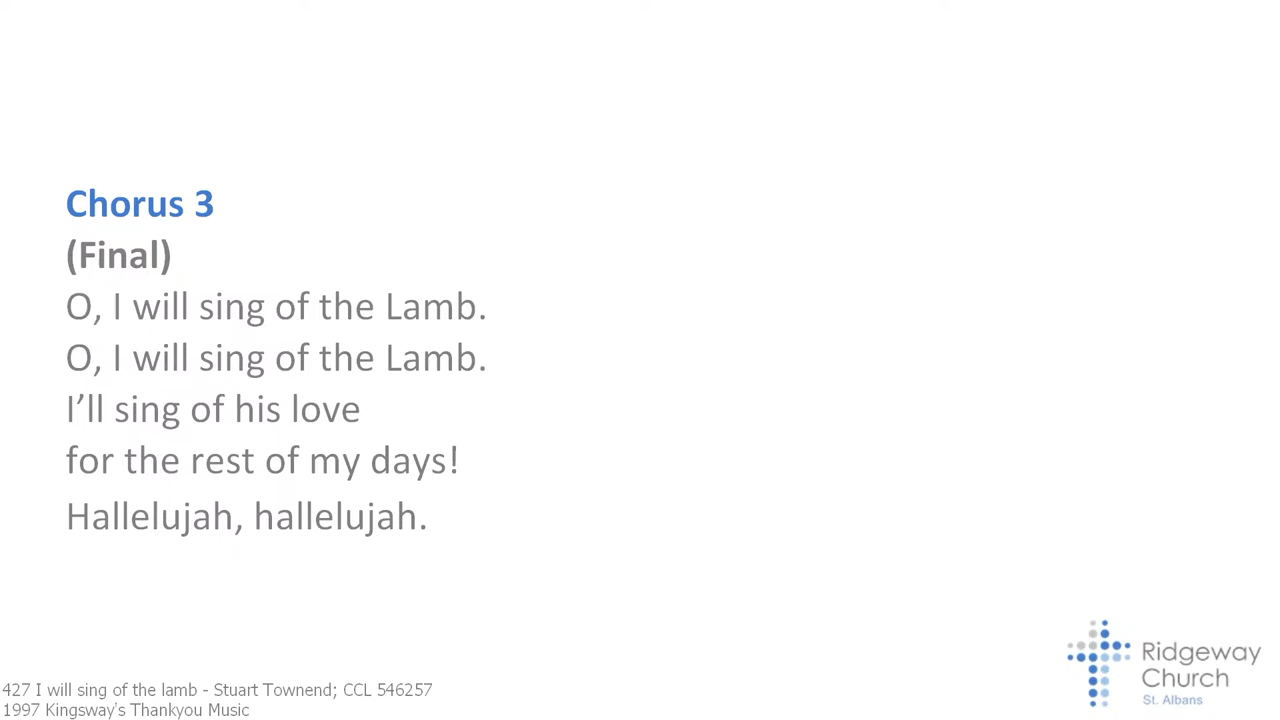 Chorus 3
(Final)
O, I will sing of the Lamb.
O, I will sing of the Lamb.
I’ll sing of his love
for the rest of my days!
Hallelujah, hallelujah.
Ridgeway
Church
St. Albans
427 I will sing of the lamb - Stuart Townend; CCL 546257
1997 Kingsway's Thankyou Music